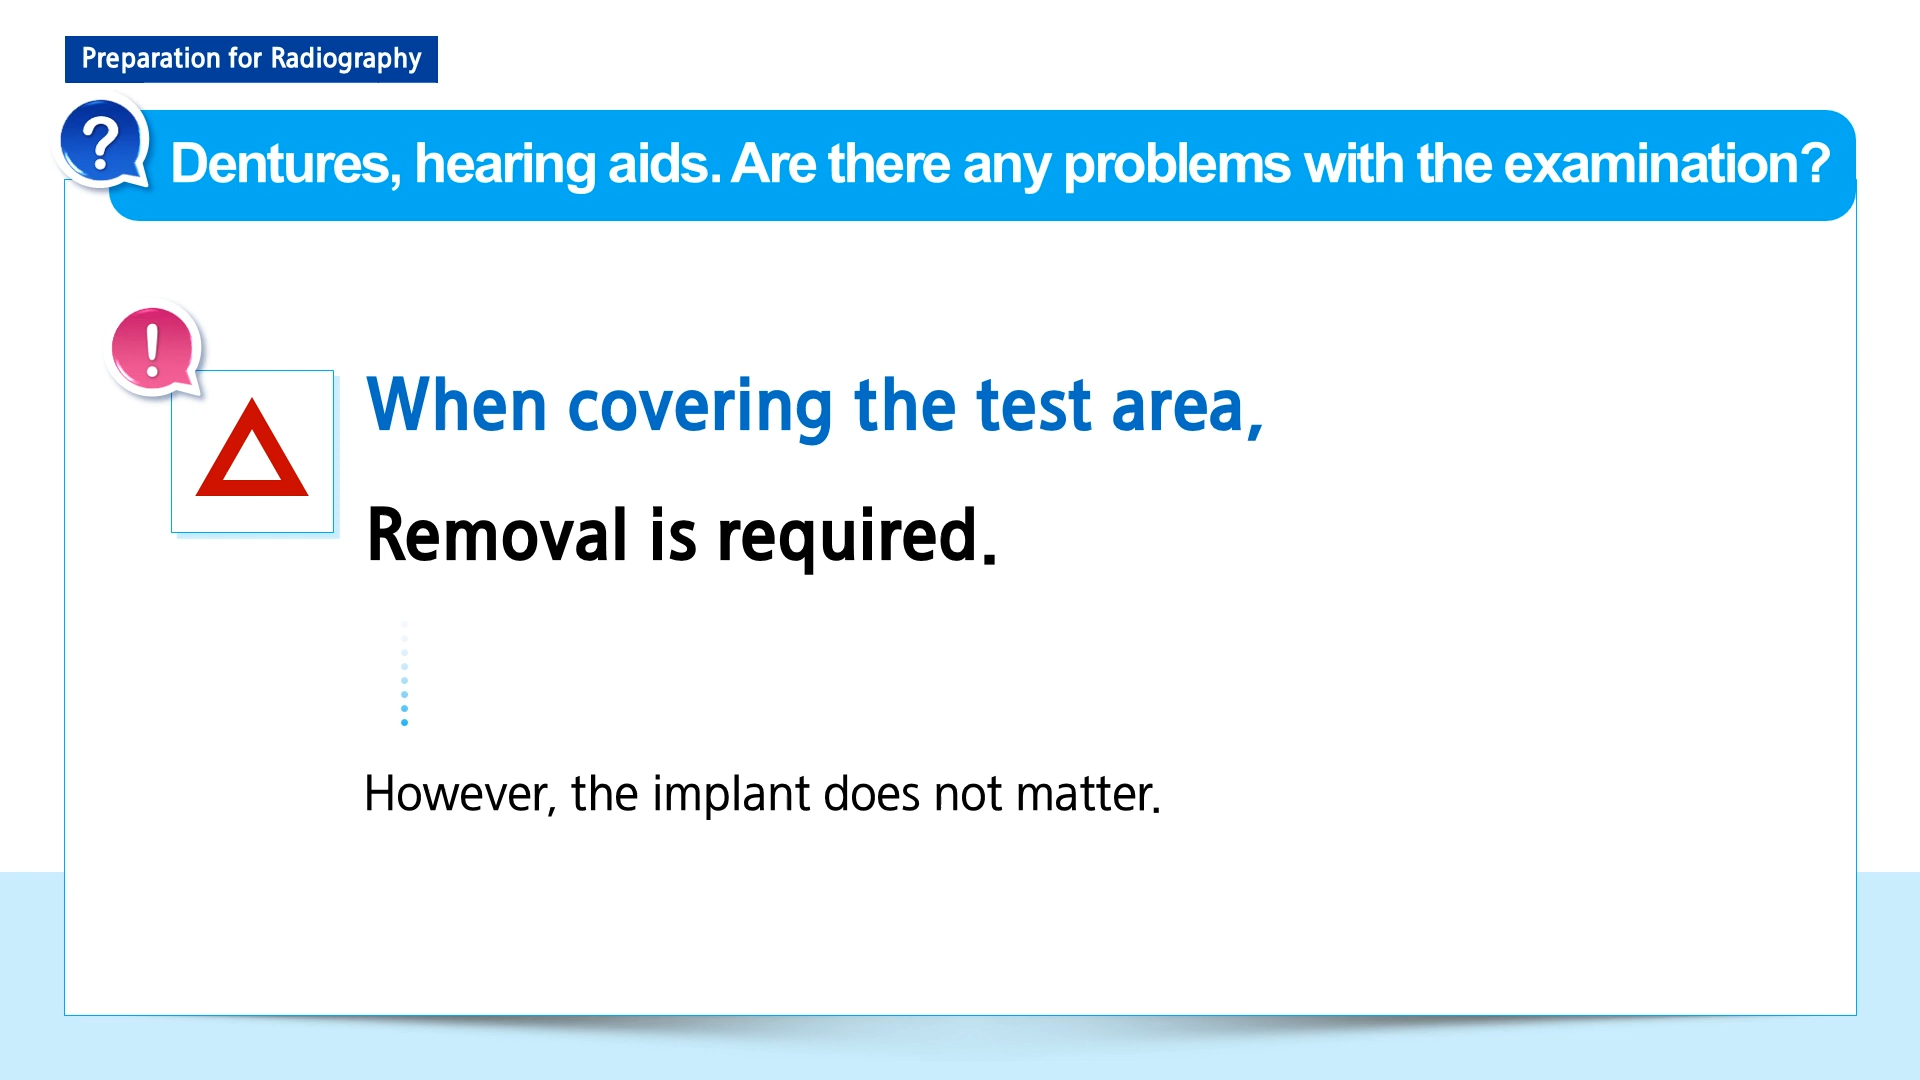 Preparation for Radiography
?
Dentures, hearing aids. Are there any problems with the examination?
!
When covering the test area,
Removal is required.
However, the implant does not matter.